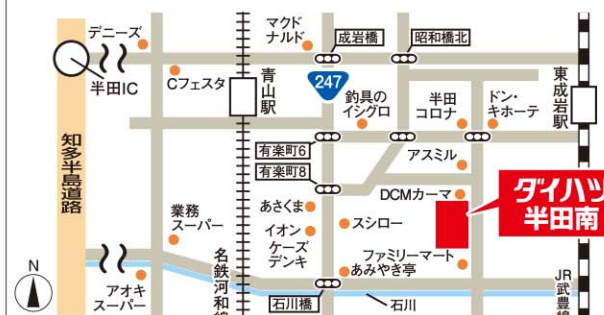 デニーズ
マクド
ナルド
成岩橋
昭和橋北
半田IC
Cフェスタ
青山駅
247
釣具の
イシグロ
半田
コロナ
ドン・
キホーテ
東成岩駅
知多半島道路
有楽町6
有楽町8
アスミル
DCMカーマ
ダイハツ
半田南
業務
スーパー
あさくま
イオン
ケーズ
デンキ
スシロー
ファミリーマート
あみやき亭
名鉄河和線
JR武豊線
N
アオキ
スーパー
石川橋
石川